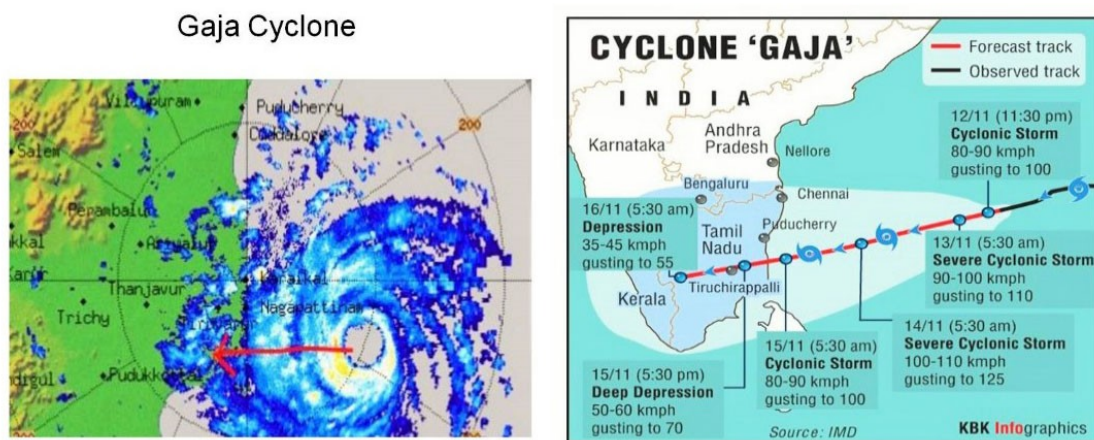 Gaja Cyclone
Villupuram
Puducherry
200
200
Cuddalore
Salem
Perambalur
Ariyalur
Karaikal
Karur
Thanjavur
Nagapattinam
Trichy
Tiruvarur
Pudukkottai
CYCLONE ‘GAJA’
Forecast track
Observed track
INDIA
Karnataka
Andhra
Pradesh
Nellore
Bengaluru
Chennai
Tamil
Nadu
Puducherry
Kerala
Tiruchirappalli
12/11 (11:30 pm)
Cyclonic Storm
80-90 kmph
gusting to 100
16/11 (5:30 am)
Depression
35-45 kmph
gusting to 55
13/11 (5:30 am)
Severe Cyclonic Storm
90-100 kmph
gusting to 110
14/11 (5:30 am)
Severe Cyclonic Storm
100-110 kmph
gusting to 125
15/11 (5:30 am)
Cyclonic Storm
80-90 kmph
gusting to 100
15/11 (5:30 pm)
Deep Depression
50-60 kmph
gusting to 70
Source: IMD
KBK Infographics